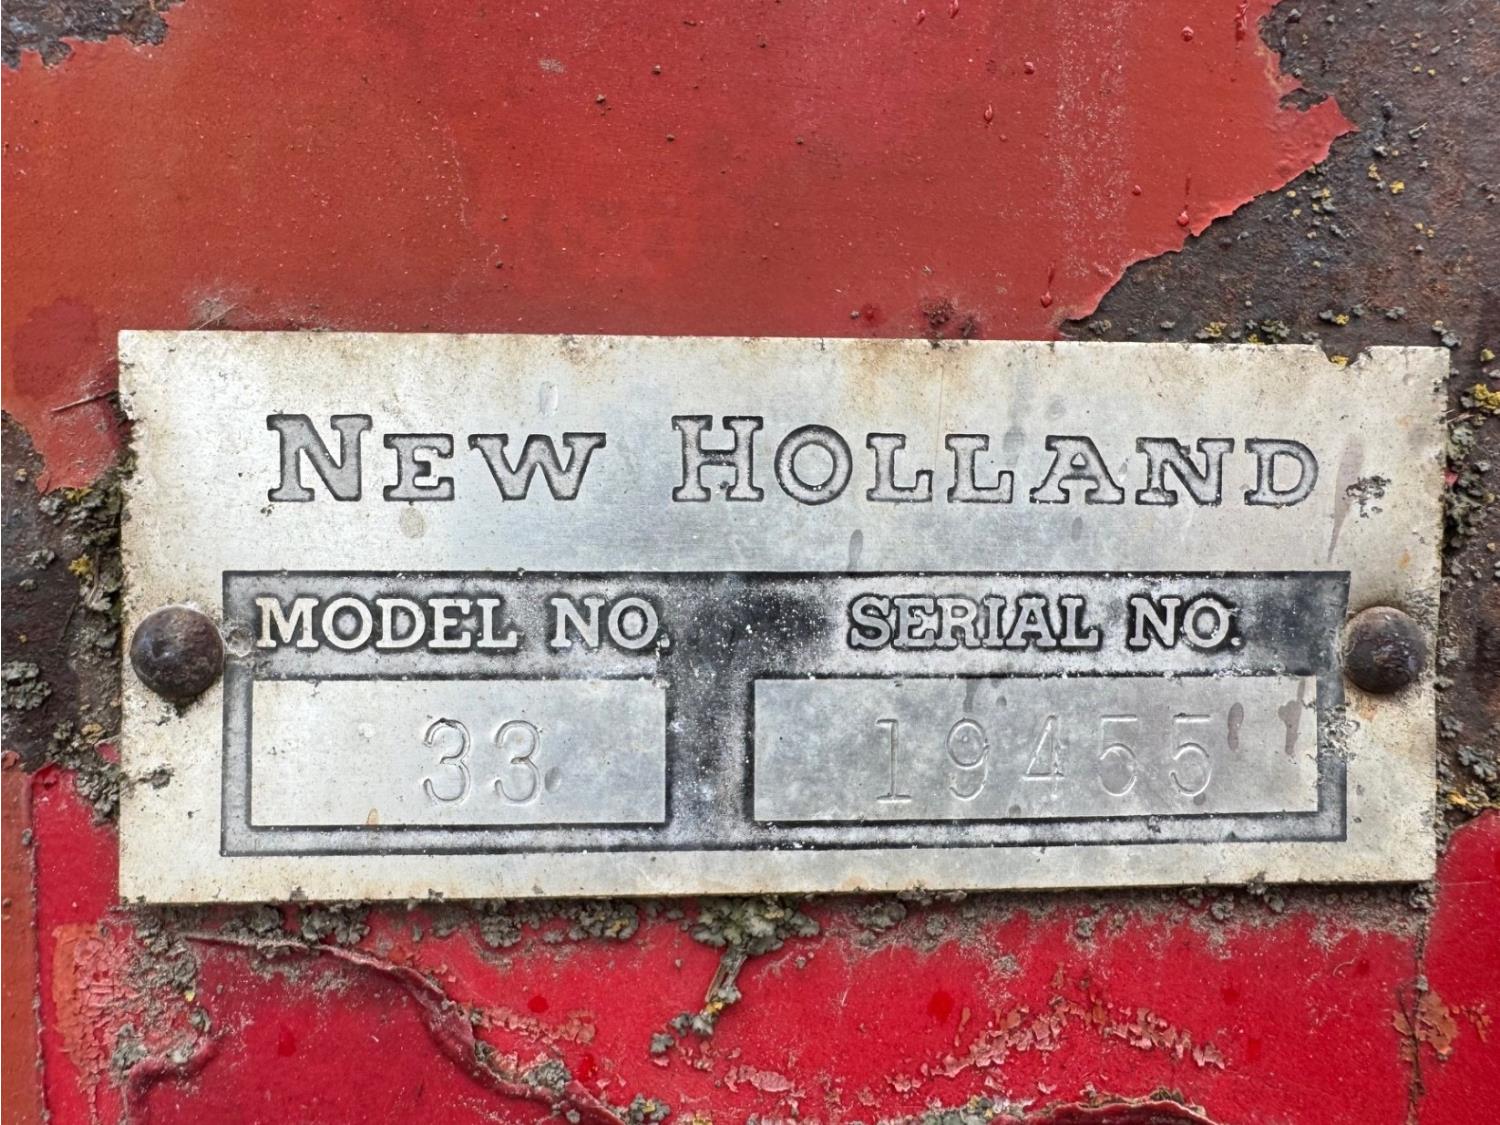 NEW HOLLAND
MODEL NO. SERIAL NO.
33 19455